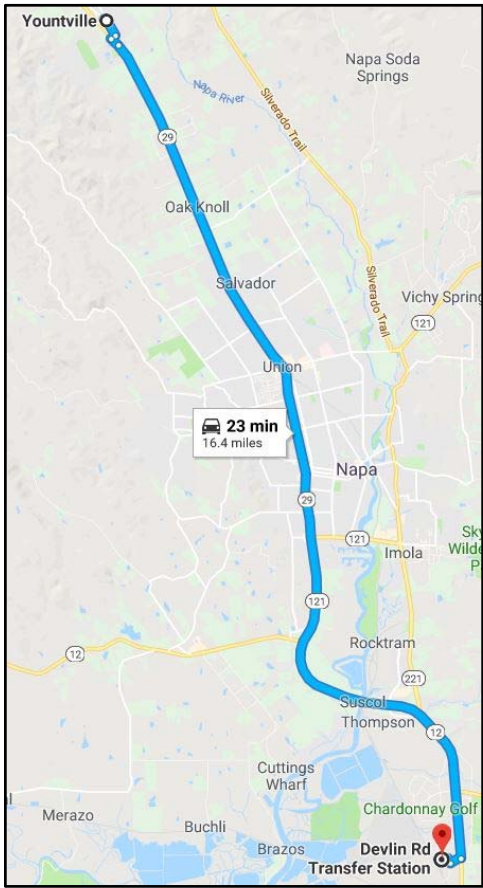 Yountville
Napa Soda
Springs
Napa River
Silverado Trail
29
Oak Knoll
Salvador
Silverado Trail
Vichy Spring
121
Union
23 min
16.4 miles
Napa
29
121
Imola
Sky
Wilde
P
121
Rocktram
12
221
Suscol
Thompson
12
Cuttings
Wharf
al
Merazo
Chardonnay Golf
Buchli
Brazos
Devlin Rd
Transfer Station